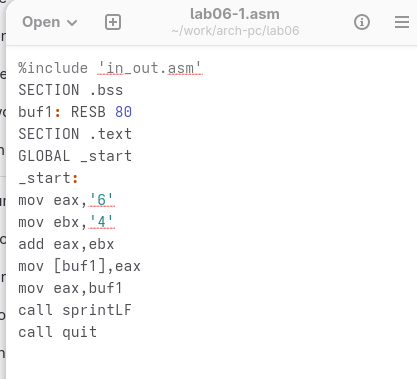 Open
lab06-1.asm
~/work/arch-pc/lab06
%include 'in_out.asm'
SECTION .bss
buf1: RESB 80
SECTION .text
GLOBAL _start
_start:
mov eax,'6'
mov ebx,'4'
add eax,ebx
mov [buf1],eax
mov eax,buf1
call sprintLF
call quit